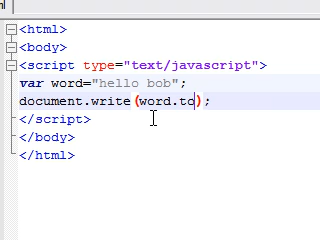 <html>
<body>
<script type="text/javascript">
var word="hello bob";
document.write(word.to);
</script>
</body>
</html>